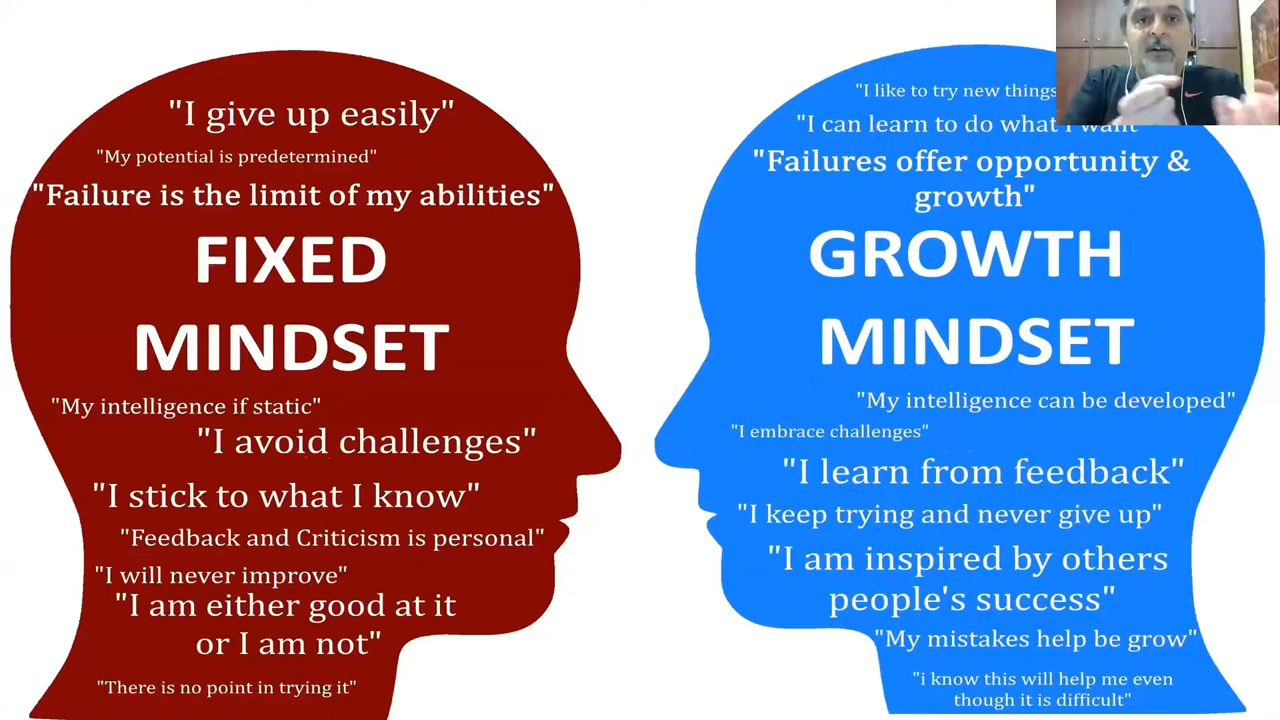 "I give up easily"
"My potential is predetermined"
"Failure is the limit of my abilities"
FIXED
MINDSET
"My intelligence if static"
"I avoid challenges"
"I stick to what I know"
"Feedback and Criticism is personal"
"I will never improve"
"I am either good at it
or I am not"
"There is no point in trying it"
"I like to try new things
"I can learn to do what I want"
"Failures offer opportunity &
growth"
GROWTH
MINDSET
"My intelligence can be developed"
"I embrace challenges"
"I learn from feedback"
"I keep trying and never give up"
"I am inspired by others
people's success"
"My mistakes help be grow"
"i know this will help me even
though it is difficult"